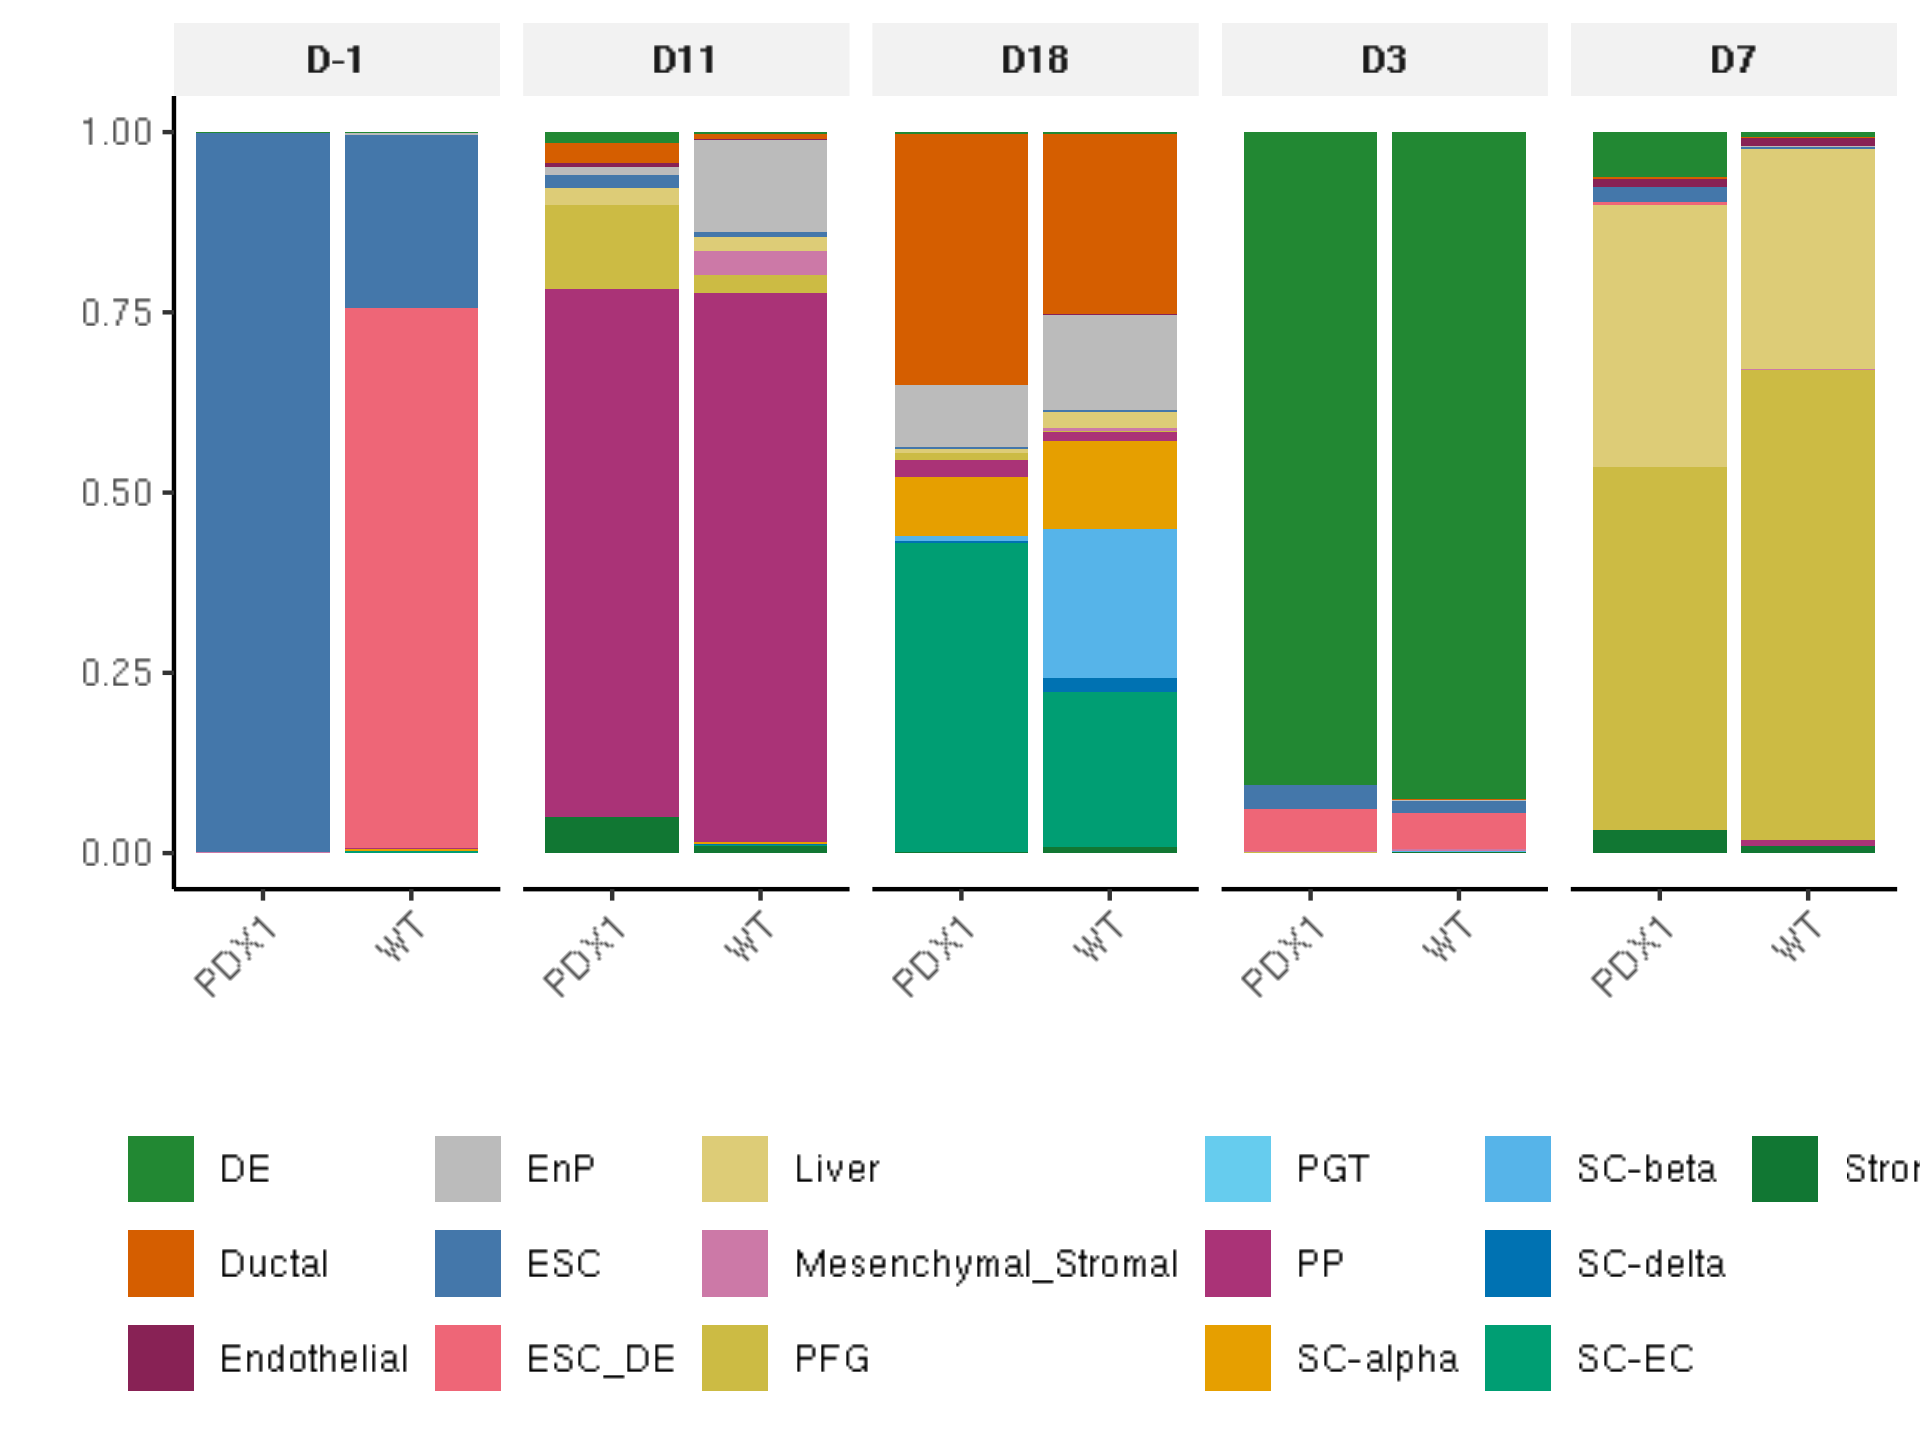 D-1 D11 D18 D3 D7
1.00
0.75
0.50
0.25
0.00
PDX1 WT PDX1 WT PDX1 WT PDX1 WT PDX1 WT
DE EnP Liver PGT SC-beta
Ductal ESC Mesenchymal_Stromal PP SC-delta
Endothelial ESC_DE PFG SC-alpha SC-EC